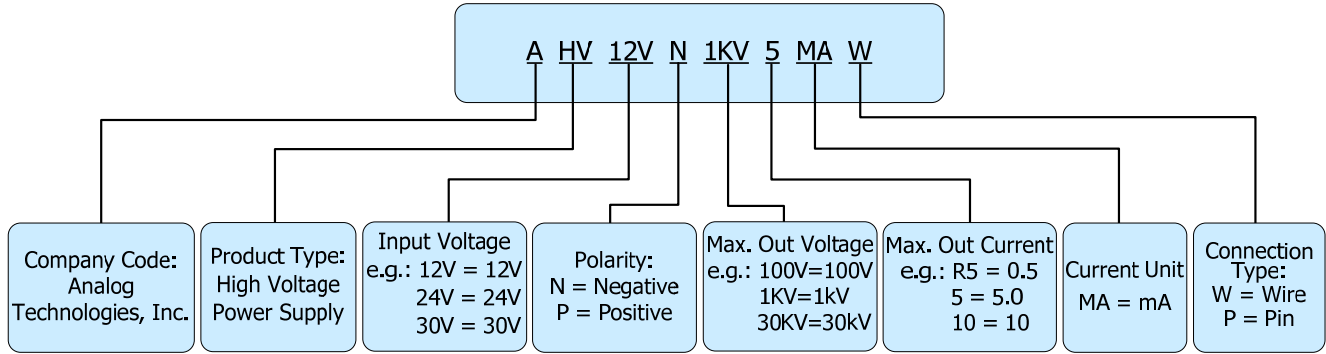 A HV 12V N 1KV 5 MA W
Company Code:
Analog
Technologies, Inc.
Product Type:
High Voltage
Power Supply
Input Voltage
e.g.: 12V = 12V
24V = 24V
30V = 30V
Polarity:
N = Negative
P = Positive
Max. Out Voltage
e.g.: 100V=100V
1KV=1kV
30KV=30kV
Max. Out Current
e.g.: R5 = 0.5
5 = 5.0
10 = 10
Current Unit
MA = mA
Connection
Type:
W = Wire
P = Pin